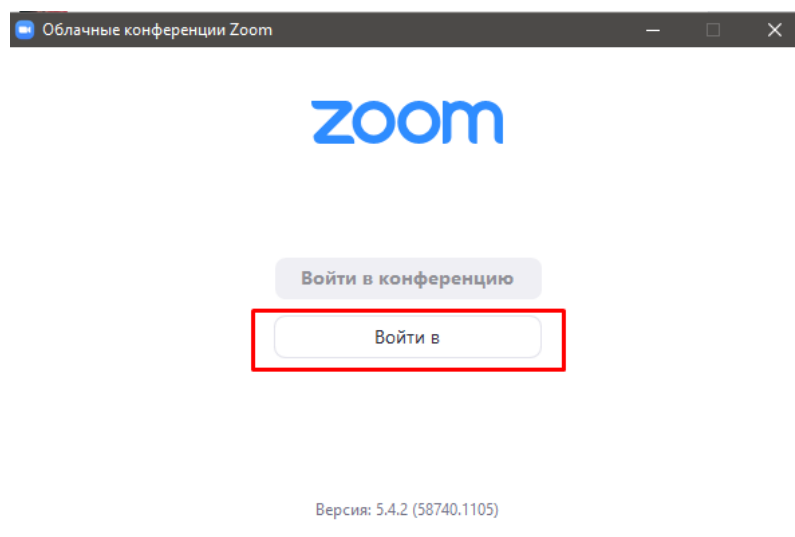 Облачные конференции Zoom
zoom
Войти в конференцию
Войти в
Версия: 5.4.2 (58740.1105)